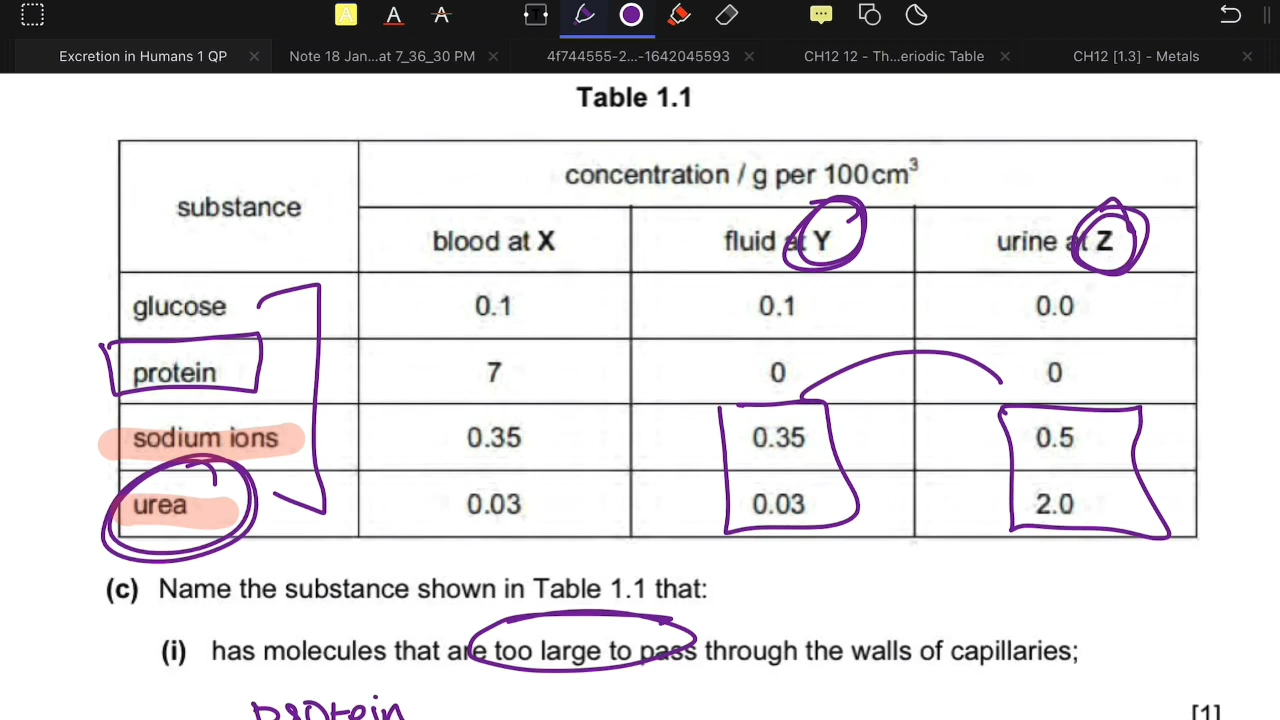 A A A T
Excretion in Humans 1 QP × Note 18 Jan...at 7_36_30 PM × 4f744555-2...-1642045593 × CH12 12 - Th...eriodic Table × CH12 [1.3] - Metals ×
Table 1.1
substance
concentration / g per 100 cm³
blood at X fluid at Y urine at Z
glucose 0.1 0.1 0.0
protein 7 0 0
sodium ions 0.35 0.35 0.5
urea 0.03 0.03 2.0
(c) Name the substance shown in Table 1.1 that:
(i) has molecules that are too large to pass through the walls of capillaries;
protein
[1]